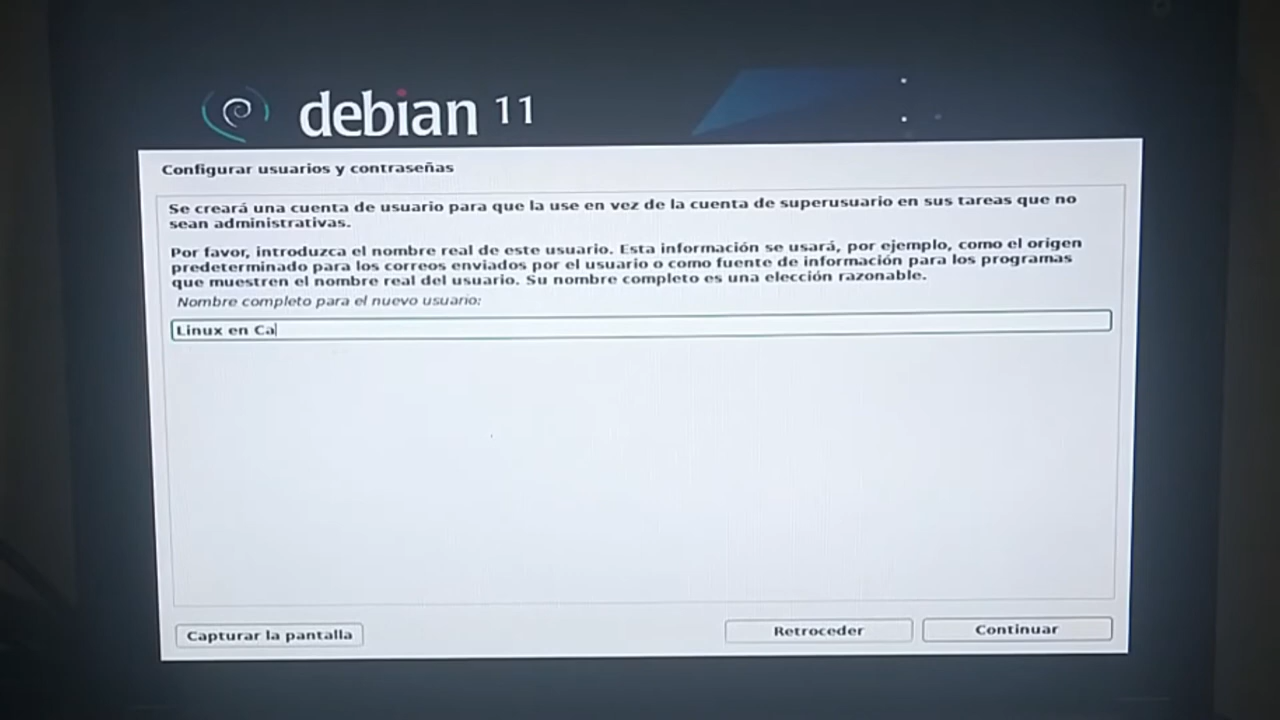 debian 11
Configurar usuarios y contraseñas
Se creará una cuenta de usuario para que la use en vez de la cuenta de superusuario en sus tareas que no
sean administrativas.
Por favor, introduzca el nombre real de este usuario. Esta información se usará, por ejemplo, como el origen
predeterminado para los correos enviados por el usuario o como fuente de información para los programas
que muestren el nombre real del usuario. Su nombre completo es una elección razonable.
Nombre completo para el nuevo usuario:
Linux en Ca
Capturar la pantalla
Retroceder
Continuar